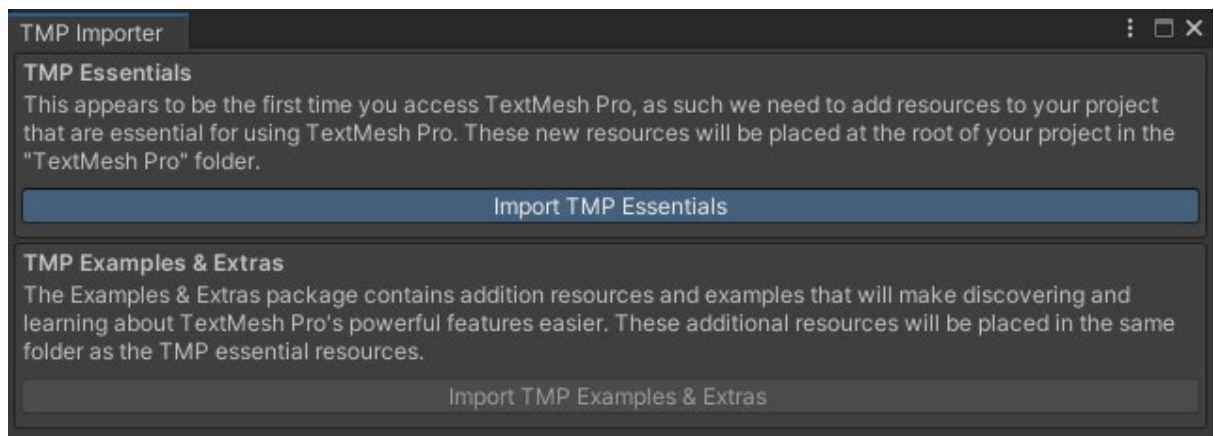 TMP Importer
TMP Essentials
This appears to be the first time you access TextMesh Pro, as such we need to add resources to your project
that are essential for using TextMesh Pro. These new resources will be placed at the root of your project in the
"TextMesh Pro" folder.
Import TMP Essentials
TMP Examples & Extras
The Examples & Extras package contains addition resources and examples that will make discovering and
learning about TextMesh Pro's powerful features easier. These additional resources will be placed in the same
folder as the TMP essential resources.
Import TMP Examples & Extras